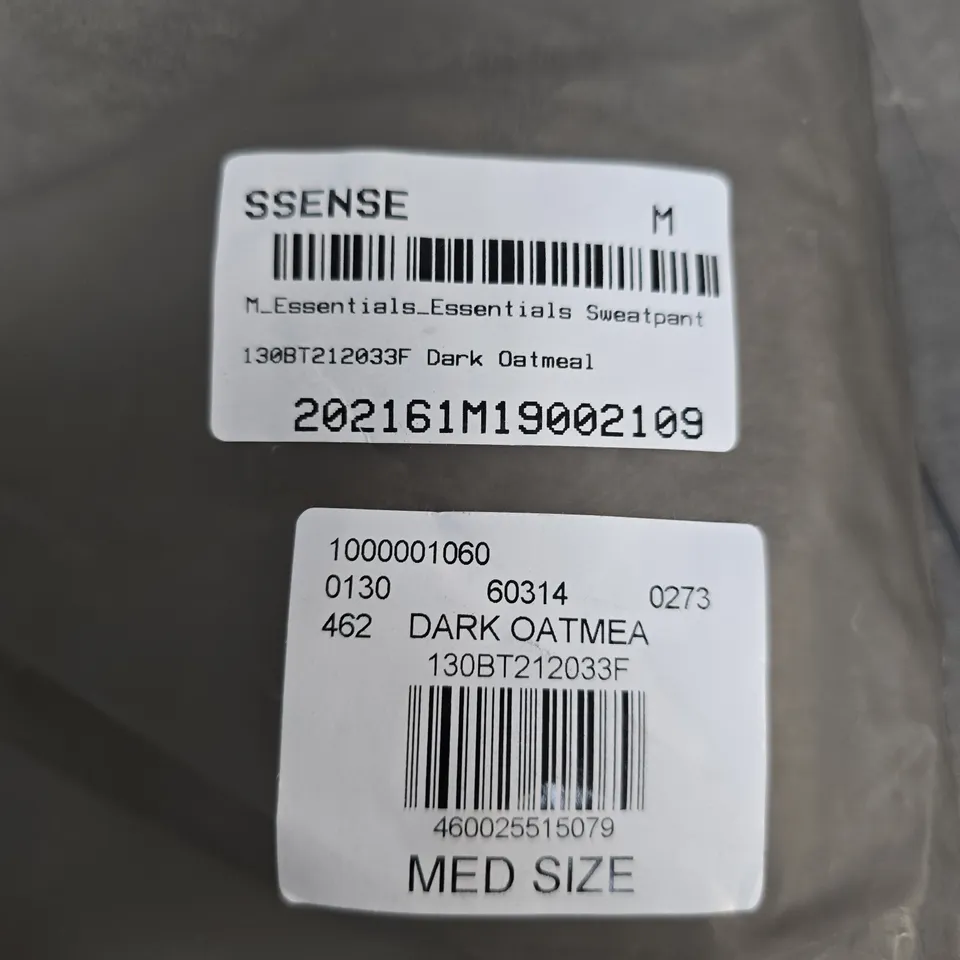 SSENSE M
M_Essentials_Essentials Sweatpant
130BT212033F Dark Oatmeal
202161M19002109
1000001060
0130 60314 0273
462 DARK OATMEA
130BT212033F
460025515079
MED SIZE